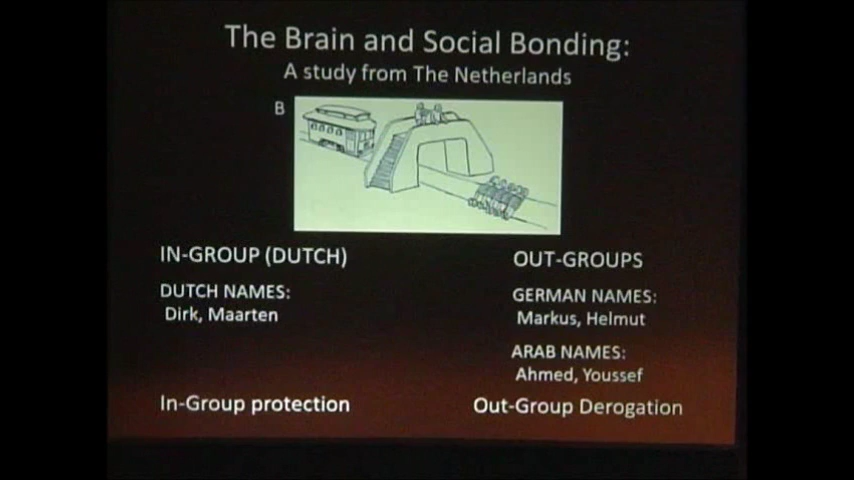 The Brain and Social Bonding:
A study from The Netherlands
B
IN-GROUP (DUTCH)
OUT-GROUPS
DUTCH NAMES:
Dirk, Maarten
GERMAN NAMES:
Markus, Helmut
ARAB NAMES:
Ahmed, Youssef
In-Group protection
Out-Group Derogation